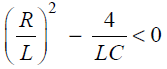 (R/L)² − 4/LC < 0